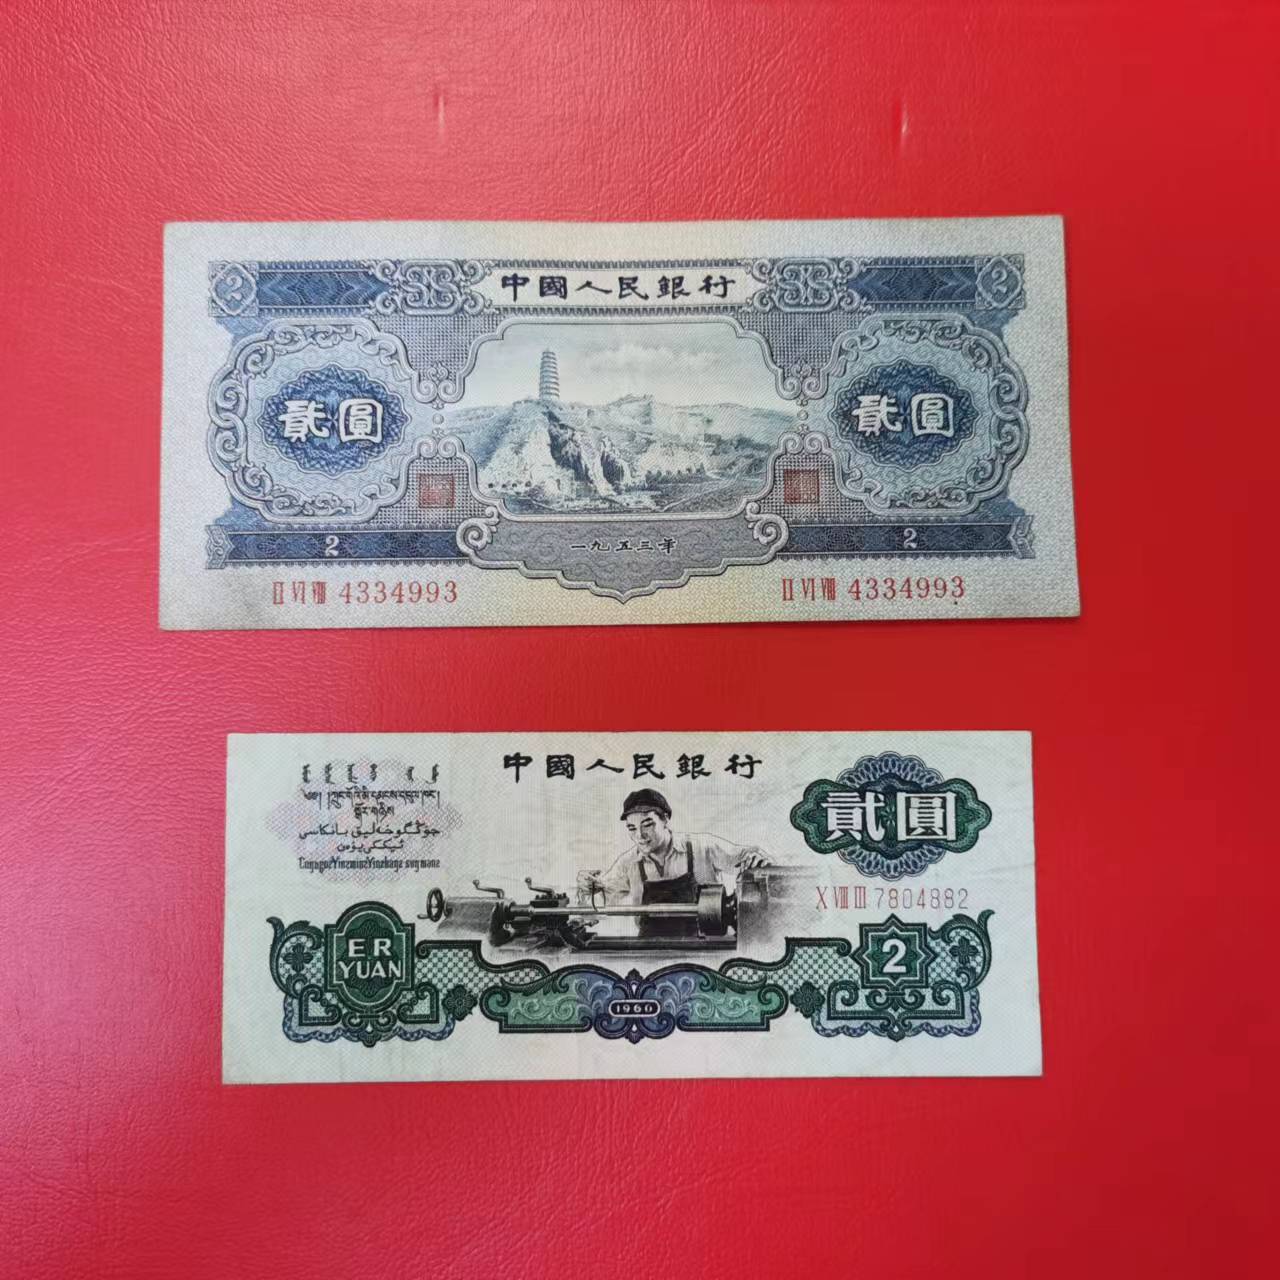 2 中國人民銀行 2
貳圓 貳圓
2 一九五三年 2
II VI VIII 4334993 II VI VIII 4334993
中國人民銀行
貳圓
X VIII III 7804882
ER
YUAN
2
1960